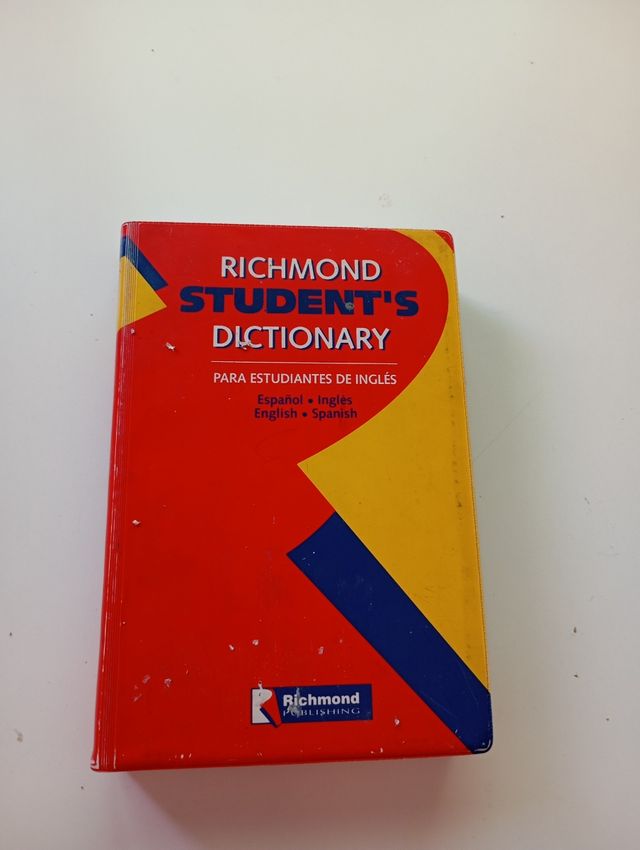 RICHMOND
STUDENT'S
DICTIONARY
PARA ESTUDIANTES DE INGLÉS
Español • Inglés
English • Spanish
Richmond
PUBLISHING